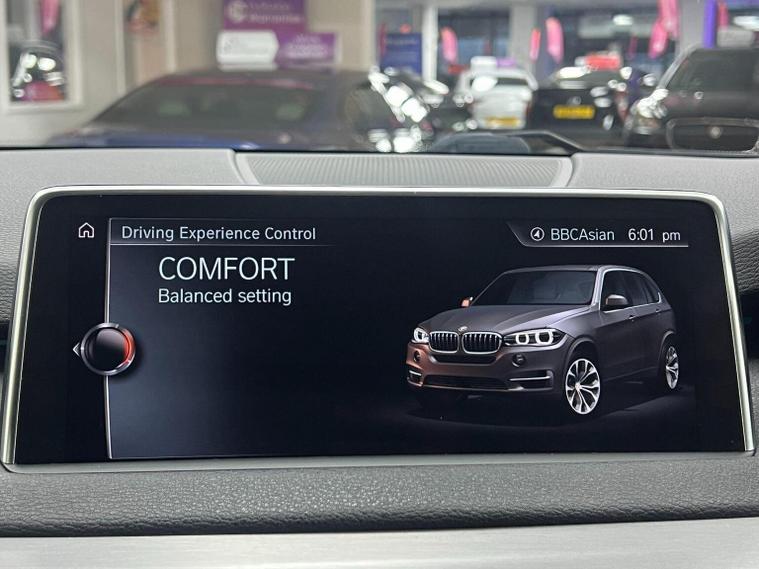 Driving Experience Control
BBCAsian 6:01 pm
COMFORT
Balanced setting